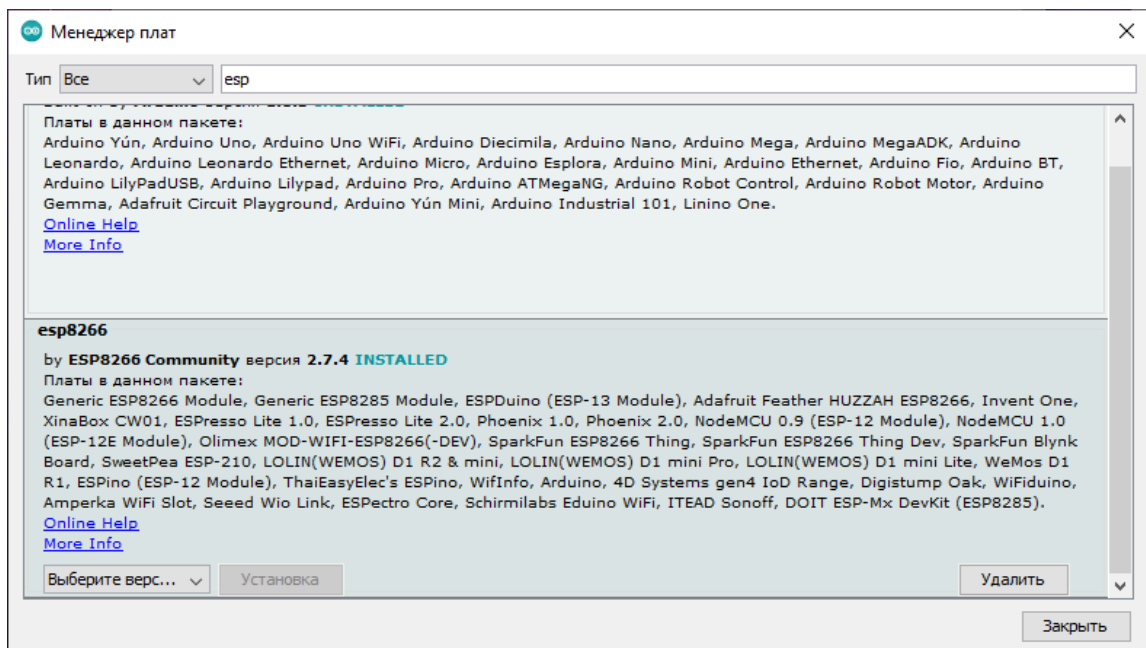 Менеджер плат
Тип Все esp
Платы в данном пакете:
Arduino Yún, Arduino Uno, Arduino Uno WiFi, Arduino Diecimila, Arduino Nano, Arduino Mega, Arduino MegaADK, Arduino
Leonardo, Arduino Leonardo Ethernet, Arduino Micro, Arduino Esplora, Arduino Mini, Arduino Ethernet, Arduino Fio, Arduino BT,
Arduino LilyPadUSB, Arduino Lilypad, Arduino Pro, Arduino ATMegaNG, Arduino Robot Control, Arduino Robot Motor, Arduino
Gemma, Adafruit Circuit Playground, Arduino Yún Mini, Arduino Industrial 101, Linino One.
Online Help
More Info
esp8266
by ESP8266 Community версия 2.7.4 INSTALLED
Платы в данном пакете:
Generic ESP8266 Module, Generic ESP8285 Module, ESPDuino (ESP-13 Module), Adafruit Feather HUZZAH ESP8266, Invent One,
XinaBox CW01, ESPresso Lite 1.0, ESPresso Lite 2.0, Phoenix 1.0, Phoenix 2.0, NodeMCU 0.9 (ESP-12 Module), NodeMCU 1.0
(ESP-12E Module), Olimex MOD-WIFI-ESP8266(-DEV), SparkFun ESP8266 Thing, SparkFun ESP8266 Thing Dev, SparkFun Blynk
Board, SweetPea ESP-210, LOLIN(WEMOS) D1 R2 & mini, LOLIN(WEMOS) D1 mini Pro, LOLIN(WEMOS) D1 mini Lite, WeMos D1
R1, ESPino (ESP-12 Module), ThaiEasyElec's ESPino, WifInfo, Arduino, 4D Systems gen4 IoD Range, Digistump Oak, WiFiduino,
Amperka WiFi Slot, Seeed Wio Link, ESPectro Core, Schirmilabs Eduino WiFi, ITEAD Sonoff, DOIT ESP-Mx DevKit (ESP8285).
Online Help
More Info
Выберите верс... Установка Удалить
Закрыть